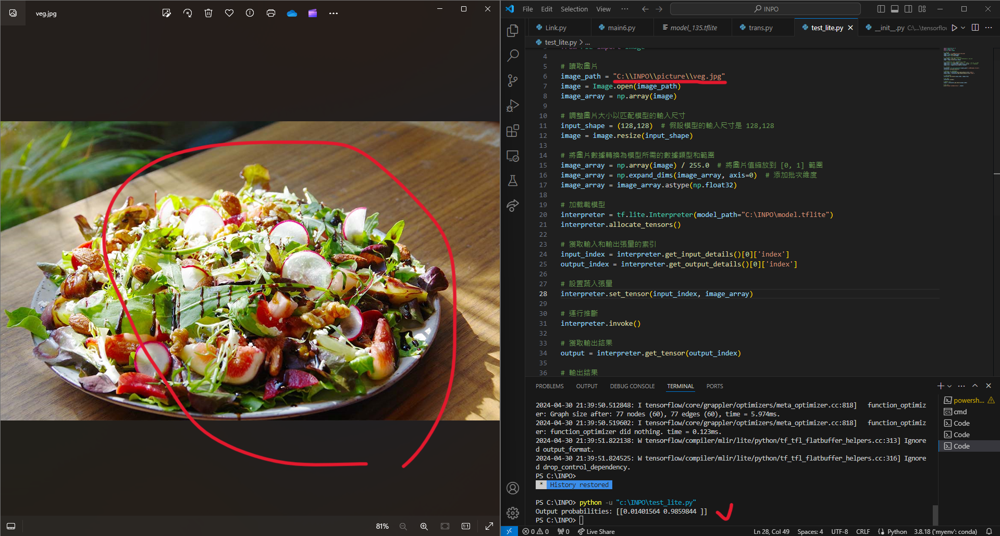 veg.jpg
81%
File Edit Selection View ··· INPO
Link.py main6.py model_135.tflite trans.py test_lite.py __init__.py C:\...\tensorflow
test_lite.py > ...
4
5 # 讀取圖片
6 image_path = "C:\\INPO\\picture\\veg.jpg"
7 image = Image.open(image_path)
8 image_array = np.array(image)
9
10 # 調整圖片大小以匹配模型的輸入尺寸
11 input_shape = (128,128)  # 假設模型的輸入尺寸是 128,128
12 image = image.resize(input_shape)
13
14 # 將圖片數據轉換為模型所需的數據類型和範圍
15 image_array = np.array(image) / 255.0  # 將圖片值縮放到 [0, 1] 範圍
16 image_array = np.expand_dims(image_array, axis=0)  # 添加批次维度
17 image_array = image_array.astype(np.float32)
18
19 # 加载載模型
20 interpreter = tf.lite.Interpreter(model_path="C:\INPO\model.tflite")
21 interpreter.allocate_tensors()
22
23 # 獲取輸入和輸出張量的索引
24 input_index = interpreter.get_input_details()[0]['index']
25 output_index = interpreter.get_output_details()[0]['index']
26
27 # 設置蔬入張量
28 interpreter.set_tensor(input_index, image_array)
29
30 # 運行推斷
31 interpreter.invoke()
32
33 # 獲取輸出结果
34 output = interpreter.get_tensor(output_index)
35
36 # 輸出结果
PROBLEMS OUTPUT DEBUG CONSOLE TERMINAL PORTS
2024-04-30 21:39:50.512848: I tensorflow/core/grappler/optimizers/meta_optimizer.cc:818]   function_optimiz
er: Graph size after: 77 nodes (60), 77 edges (60), time = 5.974ms.
2024-04-30 21:39:50.519602: I tensorflow/core/grappler/optimizers/meta_optimizer.cc:818]   function_optimiz
er: function_optimizer did nothing. time = 0.123ms.
2024-04-30 21:39:51.822138: W tensorflow/compiler/mlir/lite/python/tf_tfl_flatbuffer_helpers.cc:313] Ignore
d output_format.
2024-04-30 21:39:51.824525: W tensorflow/compiler/mlir/lite/python/tf_tfl_flatbuffer_helpers.cc:316] Ignore
d drop_control_dependency.
PS C:\INPO>
* History restored
PS C:\INPO> python -u "c:\INPO\test_lite.py"
Output probabilities: [[0.01401564 0.9859844 ]]
PS C:\INPO>
powersh...
cmd
Code
Code
Code
0 0 0 Live Share Ln 28, Col 49 Spaces: 4 UTF-8 CRLF Python 3.8.18 ('myenv': conda)